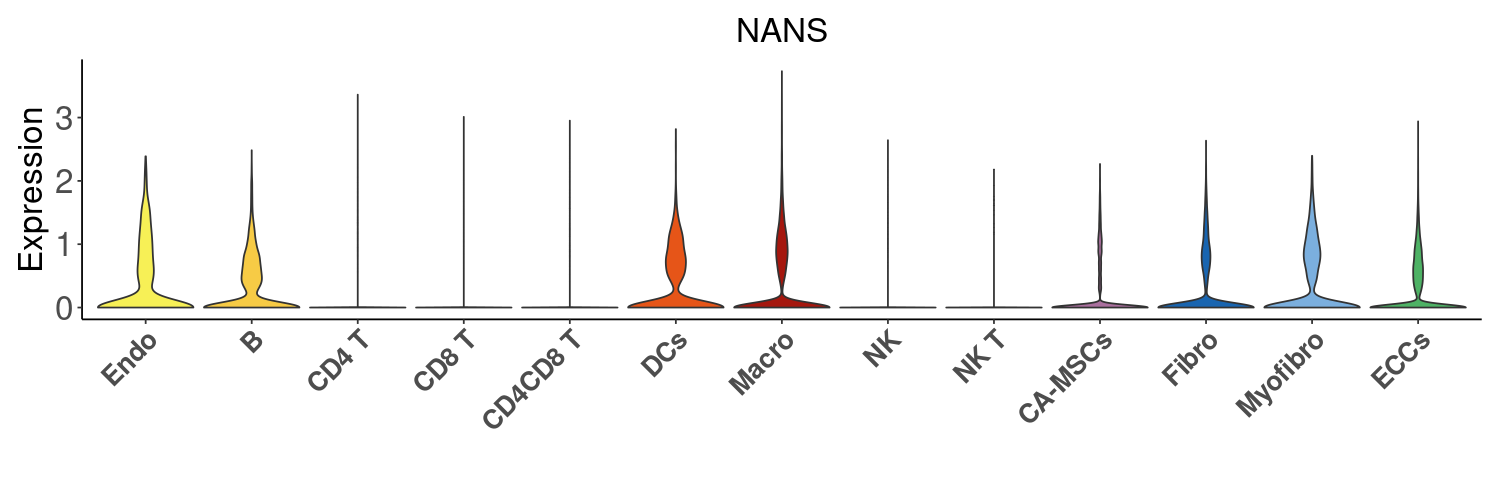 NANS
Expression
3
2
1
0
Endo
B
CD4 T
CD8 T
CD4CD8 T
DCs
Macro
NK
NK T
CA-MSCs
Fibro
Myofibro
ECCs